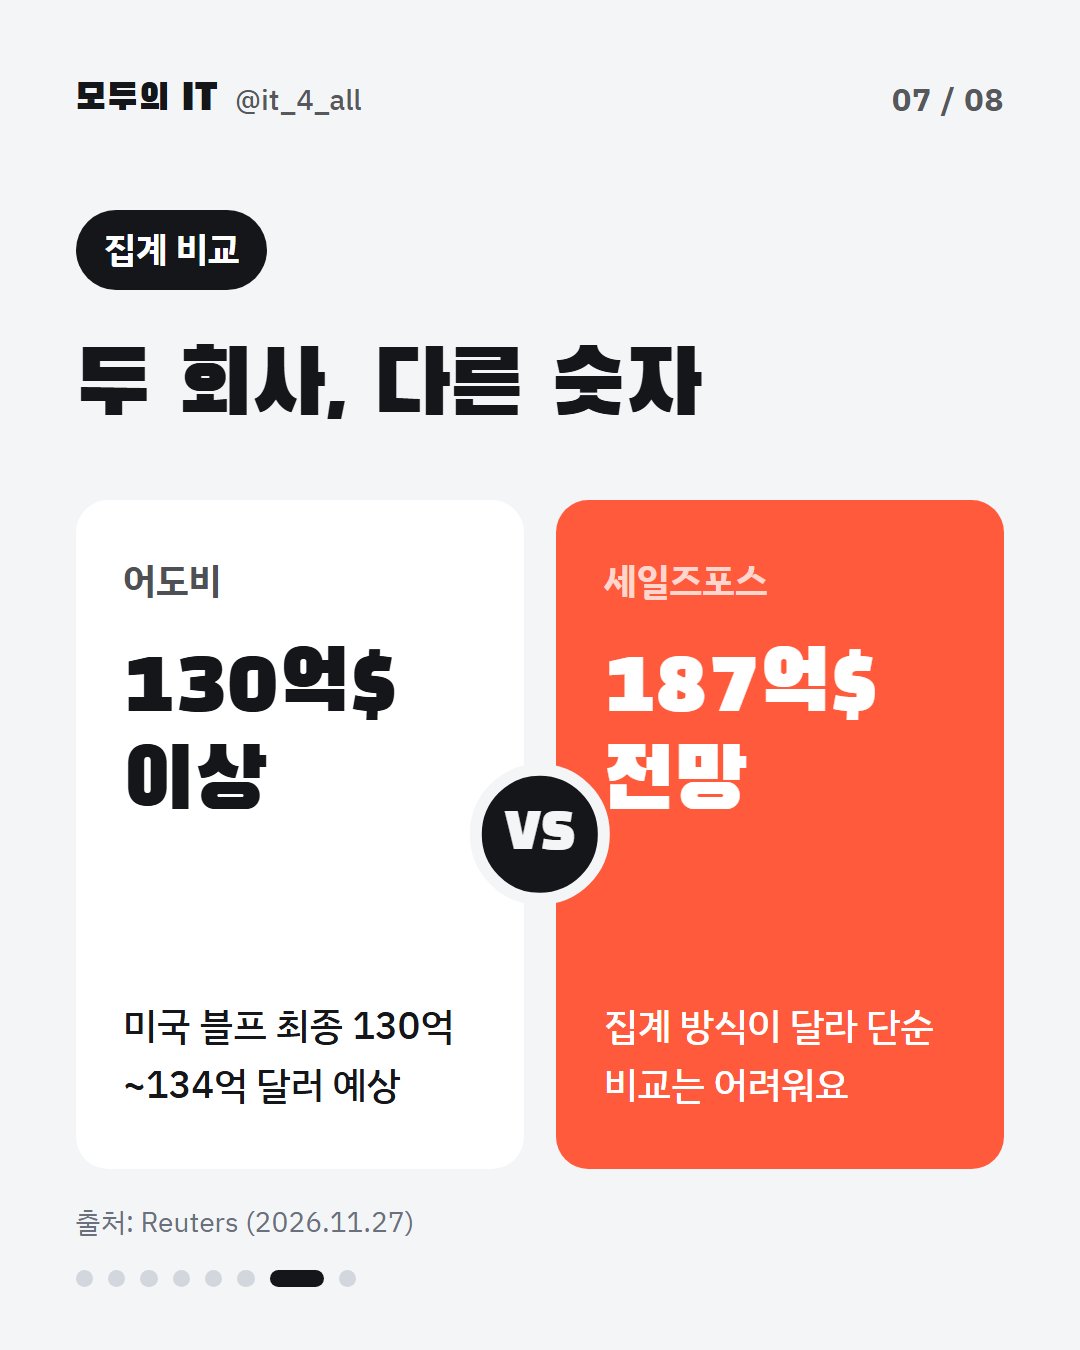 모두의 IT @it_4_all
07 / 08
집계 비교
두 회사, 다른 숫자
어도비
130억$
이상
미국 블프 최종 130억
~134억 달러 예상
VS
세일즈포스
187억$
전망
집계 방식이 달라 단순
비교는 어려워요
출처: Reuters (2026.11.27)